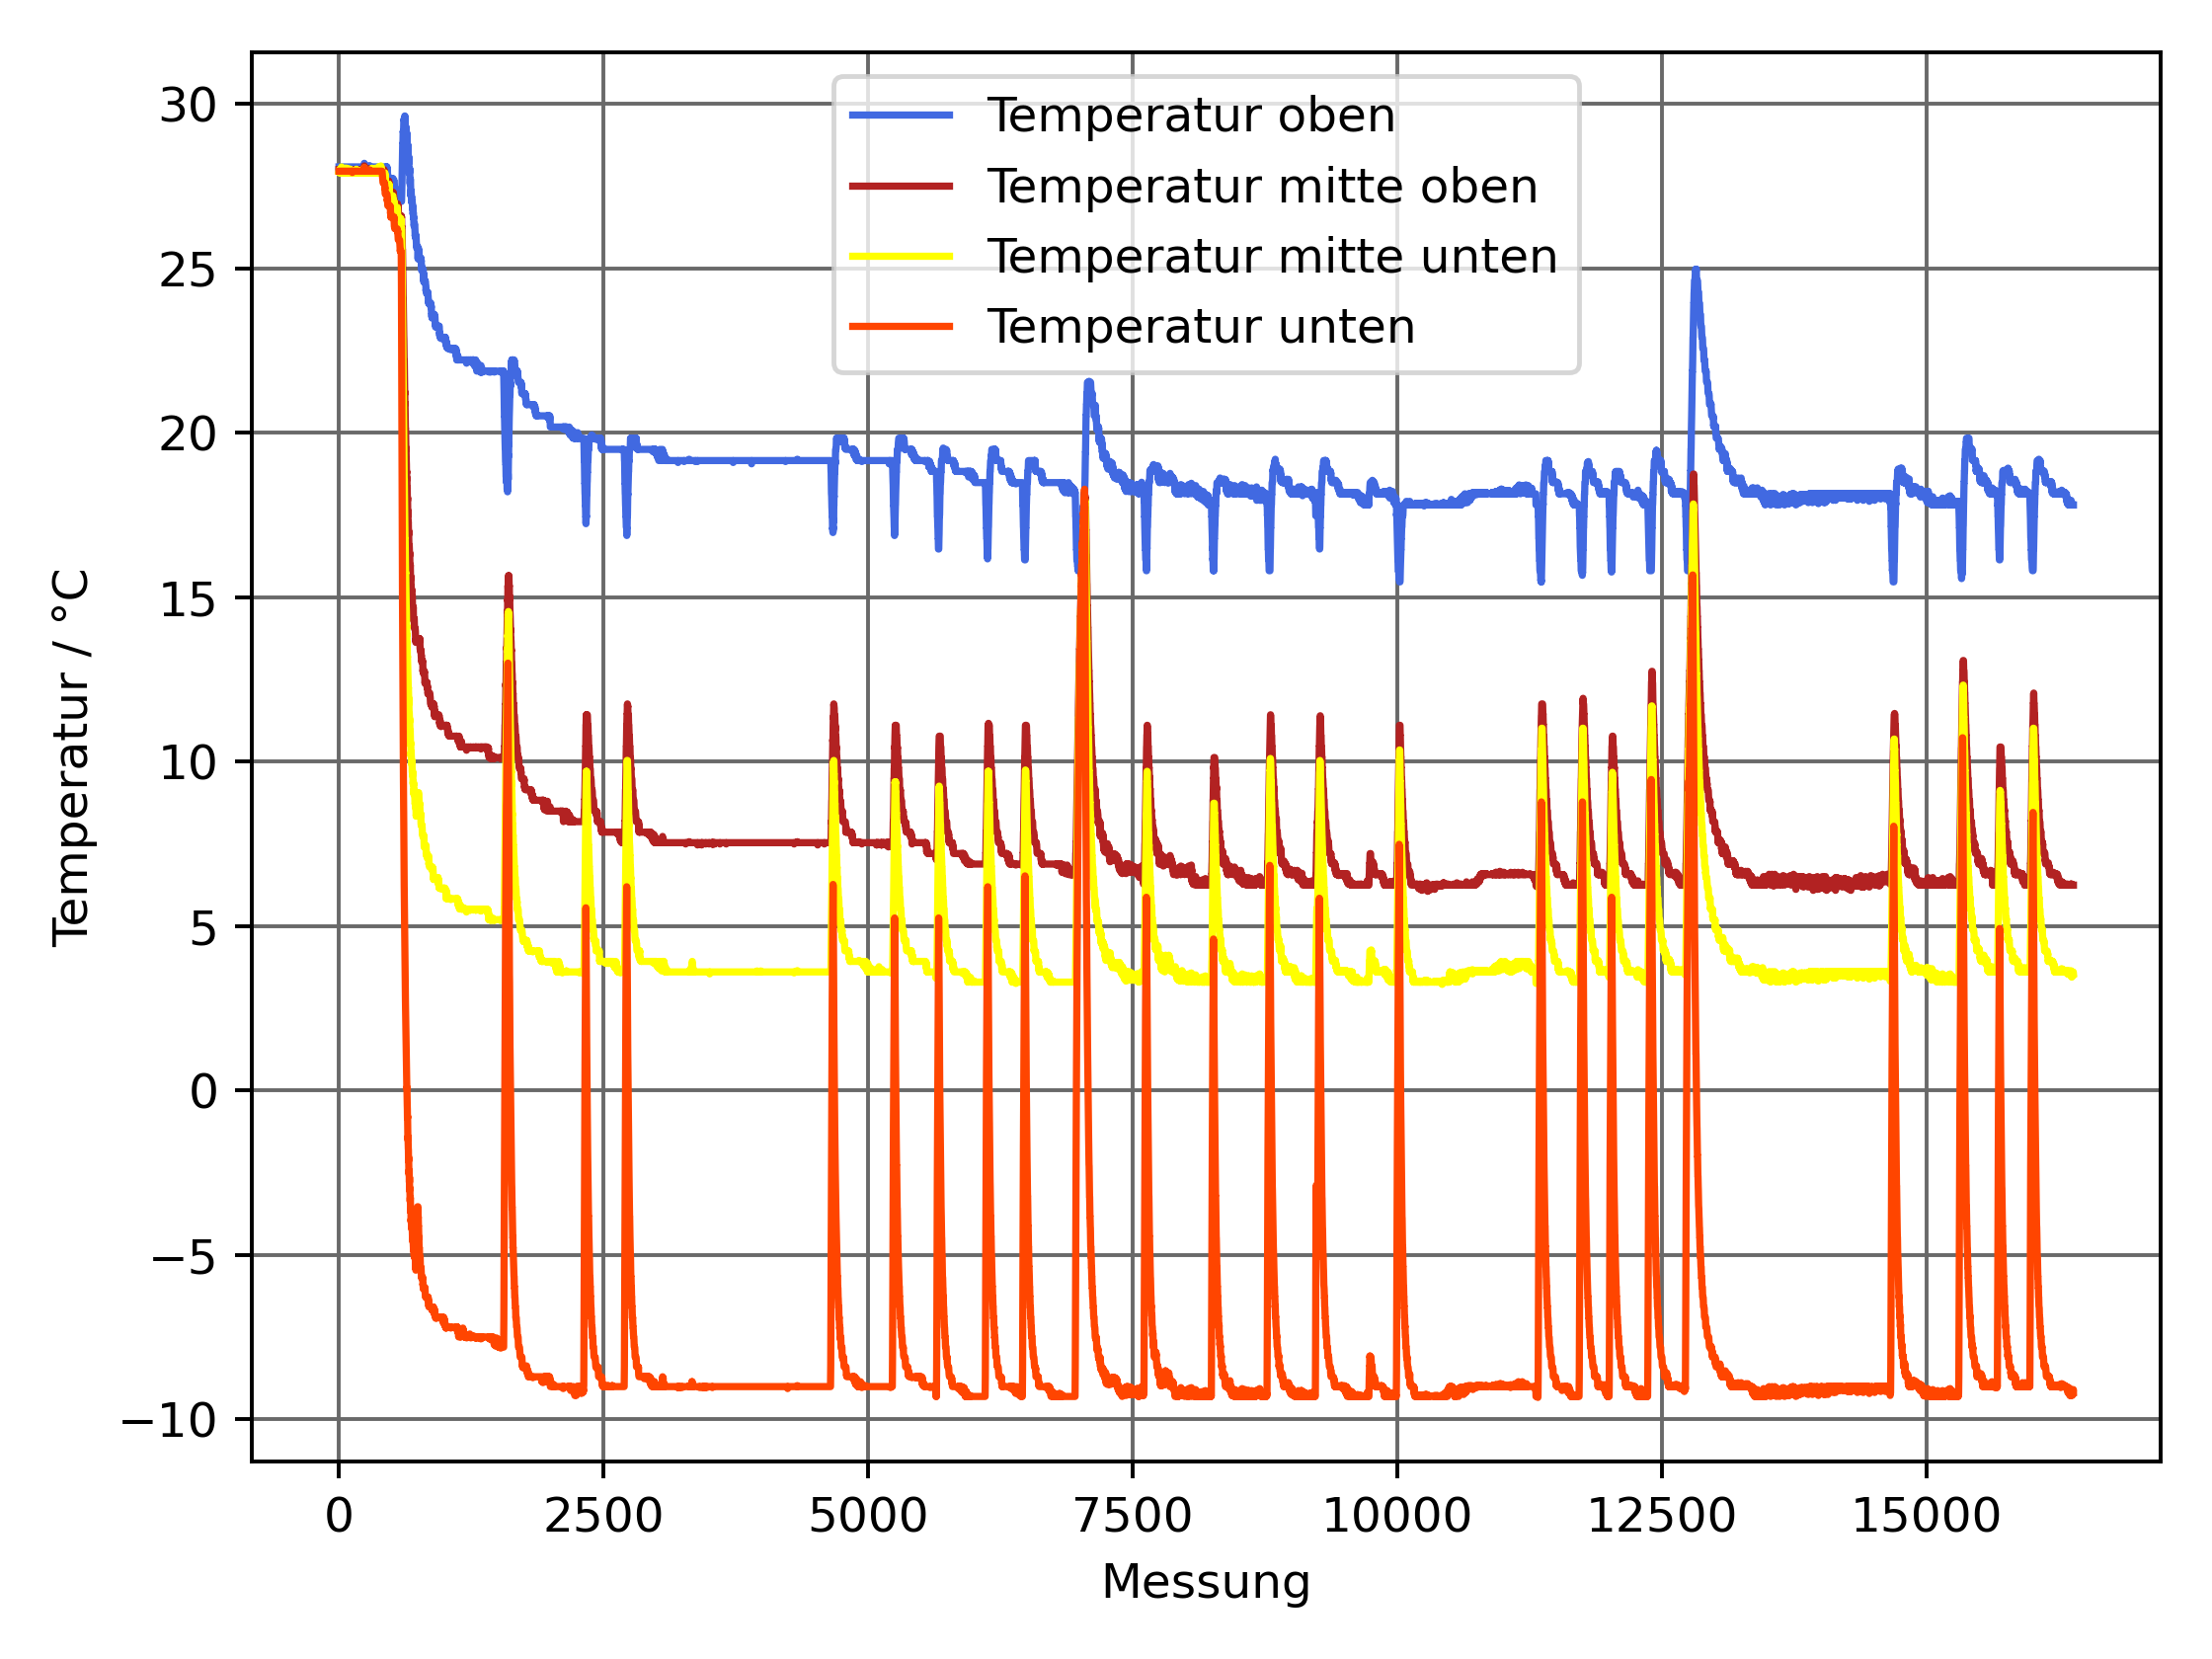 Temperatur oben
Temperatur mitte oben
Temperatur mitte unten
Temperatur unten
Temperatur / °C
30
25
20
15
10
5
0
−5
−10
0 2500 5000 7500 10000 12500 15000
Messung